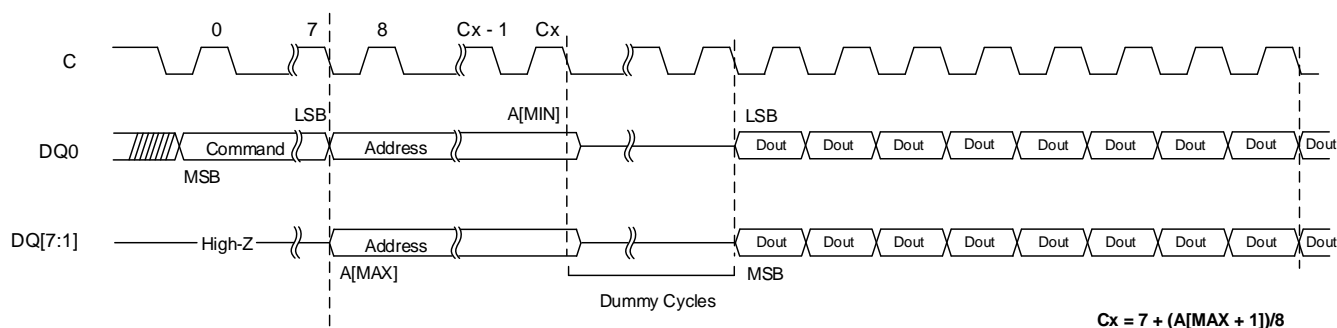 0 7 8 Cx - 1 Cx
C
LSB A[MIN] LSB
DQ0 Command Address Dout Dout Dout Dout Dout Dout Dout Dout Dout
MSB
DQ[7:1] High-Z Address Dout Dout Dout Dout Dout Dout Dout Dout Dout
A[MAX] MSB
Dummy Cycles
Cx = 7 + (A[MAX + 1])/8